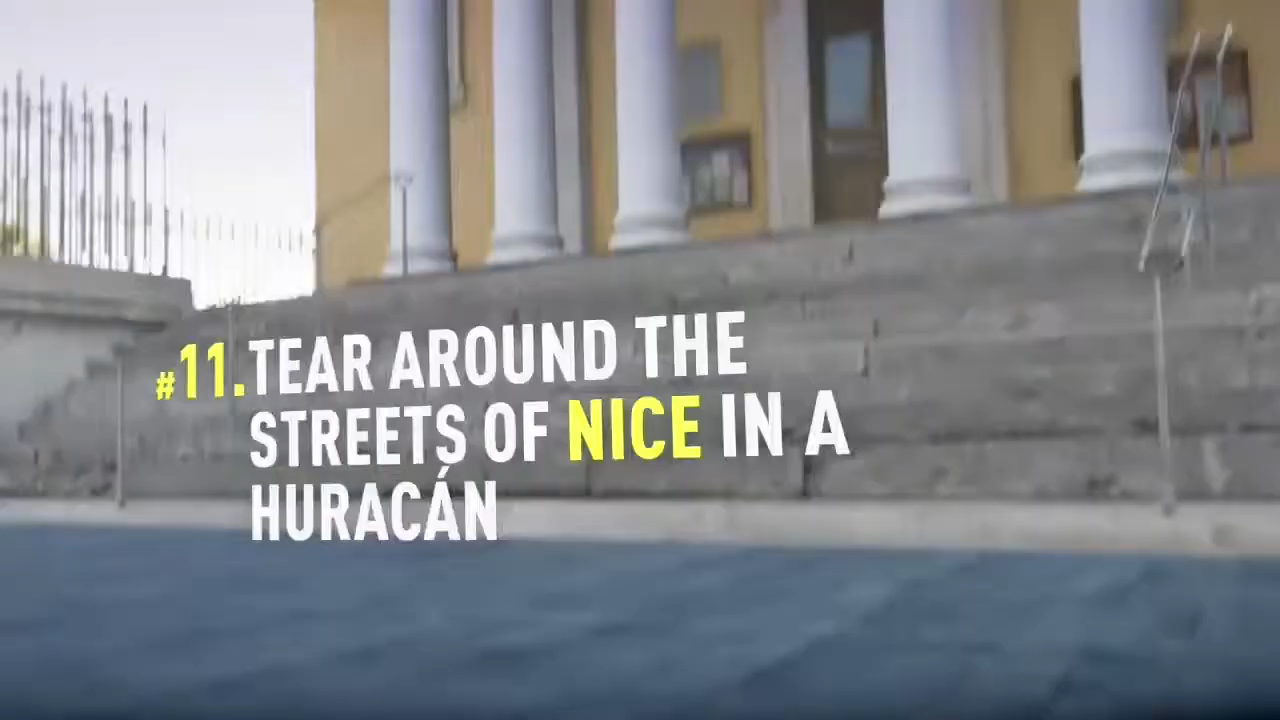 #11. TEAR AROUND THE
STREETS OF NICE IN A
HURACÁN